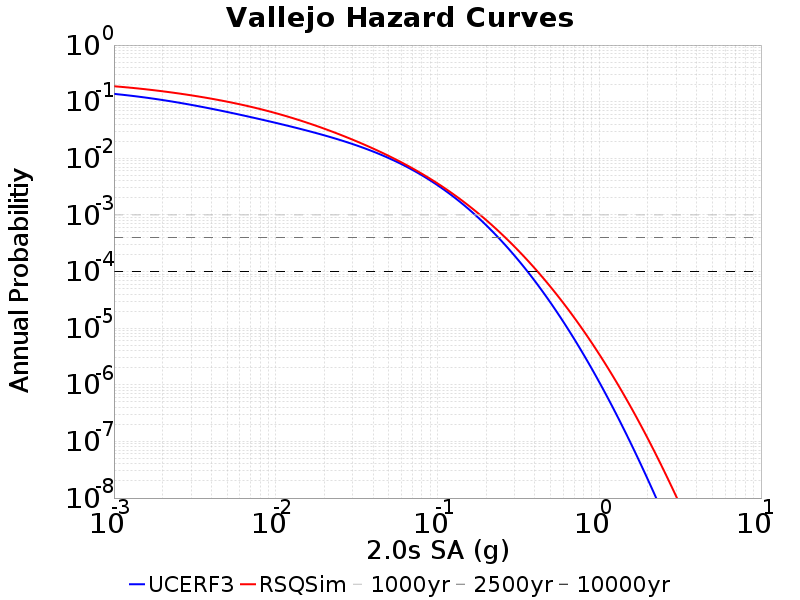 Vallejo Hazard Curves
10^0
10^-1
10^-2
10^-3
10^-4
10^-5
10^-6
10^-7
10^-8
Annual Probabilitiy
10^-3 10^-2 10^-1 10^0 10^1
2.0s SA (g)
UCERF3 RSQSim 1000yr 2500yr 10000yr